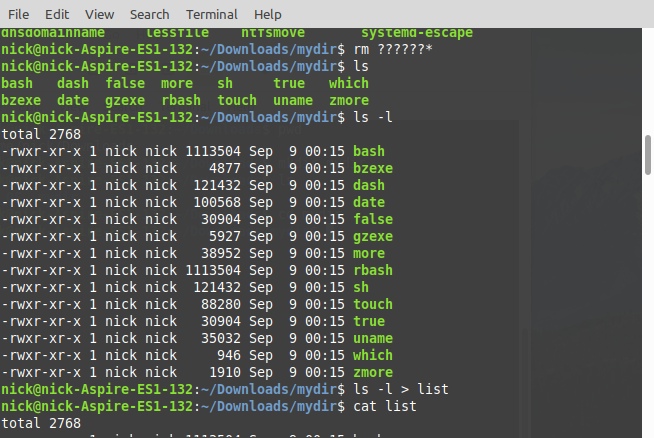 File Edit View Search Terminal Help
dnsdomainname lessfile ntfsmove systemd-escape
nick@nick-Aspire-ES1-132:~/Downloads/mydir$ rm ??????*
nick@nick-Aspire-ES1-132:~/Downloads/mydir$ ls
bash dash false more sh true which
bzexe date gzexe rbash touch uname zmore
nick@nick-Aspire-ES1-132:~/Downloads/mydir$ ls -l
total 2768
-rwxr-xr-x 1 nick nick 1113504 Sep 9 00:15 bash
-rwxr-xr-x 1 nick nick 4877 Sep 9 00:15 bzexe
-rwxr-xr-x 1 nick nick 121432 Sep 9 00:15 dash
-rwxr-xr-x 1 nick nick 100568 Sep 9 00:15 date
-rwxr-xr-x 1 nick nick 30904 Sep 9 00:15 false
-rwxr-xr-x 1 nick nick 5927 Sep 9 00:15 gzexe
-rwxr-xr-x 1 nick nick 38952 Sep 9 00:15 more
-rwxr-xr-x 1 nick nick 1113504 Sep 9 00:15 rbash
-rwxr-xr-x 1 nick nick 121432 Sep 9 00:15 sh
-rwxr-xr-x 1 nick nick 88280 Sep 9 00:15 touch
-rwxr-xr-x 1 nick nick 30904 Sep 9 00:15 true
-rwxr-xr-x 1 nick nick 35032 Sep 9 00:15 uname
-rwxr-xr-x 1 nick nick 946 Sep 9 00:15 which
-rwxr-xr-x 1 nick nick 1910 Sep 9 00:15 zmore
nick@nick-Aspire-ES1-132:~/Downloads/mydir$ ls -l > list
nick@nick-Aspire-ES1-132:~/Downloads/mydir$ cat list
total 2768